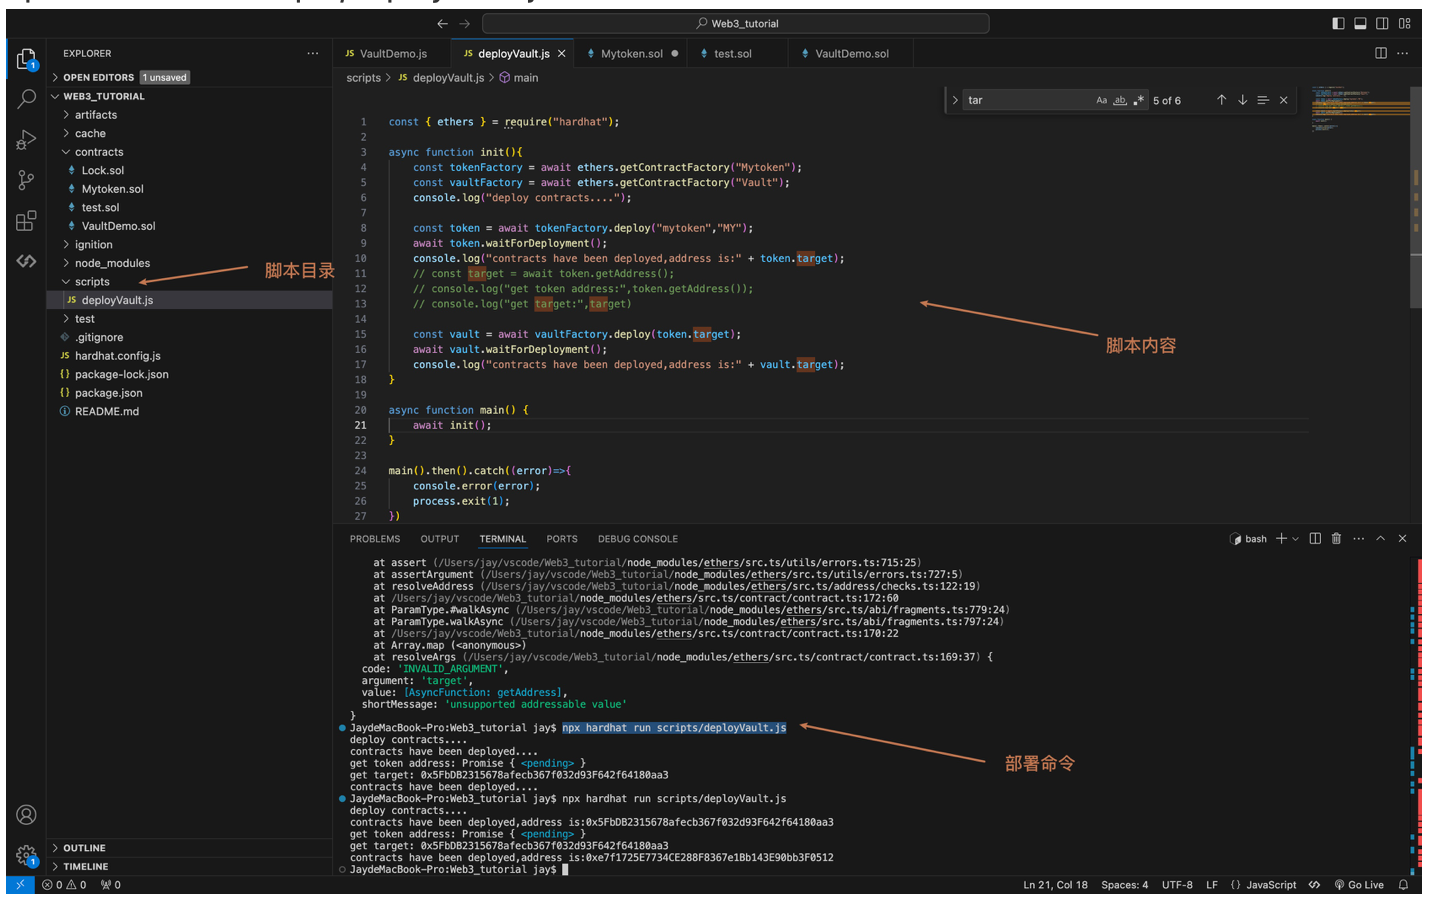 Web3_tutorial
EXPLORER
OPEN EDITORS 1 unsaved
WEB3_TUTORIAL
artifacts
cache
contracts
Lock.sol
Mytoken.sol
test.sol
VaultDemo.sol
ignition
node_modules
scripts
JS deployVault.js
test
.gitignore
JS hardhat.config.js
{} package-lock.json
{} package.json
README.md
OUTLINE
TIMELINE
脚本目录
JS VaultDemo.js
JS deployVault.js
Mytoken.sol
test.sol
VaultDemo.sol
scripts > JS deployVault.js > main
tar
Aa ab .*
5 of 6
1 const { ethers } = require("hardhat");
2
3 async function init(){
4 const tokenFactory = await ethers.getContractFactory("Mytoken");
5 const vaultFactory = await ethers.getContractFactory("Vault");
6 console.log("deploy contracts....");
7
8 const token = await tokenFactory.deploy("mytoken","MY");
9 await token.waitForDeployment();
10 console.log("contracts have been deployed,address is:" + token.target);
11 // const target = await token.getAddress();
12 // console.log("get token address:",token.getAddress());
13 // console.log("get target:",target)
14
15 const vault = await vaultFactory.deploy(token.target);
16 await vault.waitForDeployment();
17 console.log("contracts have been deployed,address is:" + vault.target);
18 }
19
20 async function main() {
21 await init();
22 }
23
24 main().then().catch((error)=>{
25 console.error(error);
26 process.exit(1);
27 })
脚本内容
PROBLEMS OUTPUT TERMINAL PORTS DEBUG CONSOLE
bash
at assert (/Users/jay/vscode/Web3_tutorial/node_modules/ethers/src.ts/utils/errors.ts:715:25)
at assertArgument (/Users/jay/vscode/Web3_tutorial/node_modules/ethers/src.ts/utils/errors.ts:727:5)
at resolveAddress (/Users/jay/vscode/Web3_tutorial/node_modules/ethers/src.ts/address/checks.ts:122:19)
at /Users/jay/vscode/Web3_tutorial/node_modules/ethers/src.ts/contract/contract.ts:172:60
at ParamType.#walkAsync (/Users/jay/vscode/Web3_tutorial/node_modules/ethers/src.ts/abi/fragments.ts:779:24)
at ParamType.walkAsync (/Users/jay/vscode/Web3_tutorial/node_modules/ethers/src.ts/abi/fragments.ts:797:24)
at /Users/jay/vscode/Web3_tutorial/node_modules/ethers/src.ts/contract/contract.ts:170:22
at Array.map (<anonymous>)
at resolveArgs (/Users/jay/vscode/Web3_tutorial/node_modules/ethers/src.ts/contract/contract.ts:169:37) {
code: 'INVALID_ARGUMENT',
argument: 'target',
value: [AsyncFunction: getAddress],
shortMessage: 'unsupported addressable value'
}
JaydeMacBook-Pro:Web3_tutorial jay$ npx hardhat run scripts/deployVault.js
deploy contracts....
contracts have been deployed....
get token address: Promise { <pending> }
get target: 0x5FbDB2315678afecb367f032d93F642f64180aa3
contracts have been deployed....
JaydeMacBook-Pro:Web3_tutorial jay$ npx hardhat run scripts/deployVault.js
deploy contracts....
contracts have been deployed,address is:0x5FbDB2315678afecb367f032d93F642f64180aa3
get token address: Promise { <pending> }
get target: 0x5FbDB2315678afecb367f032d93F642f64180aa3
contracts have been deployed,address is:0xe7f1725E7734CE288F8367e1Bb143E90bb3F0512
JaydeMacBook-Pro:Web3_tutorial jay$
部署命令
1
1
0 0 0
Ln 21, Col 18 Spaces: 4 UTF-8 LF {} JavaScript Go Live